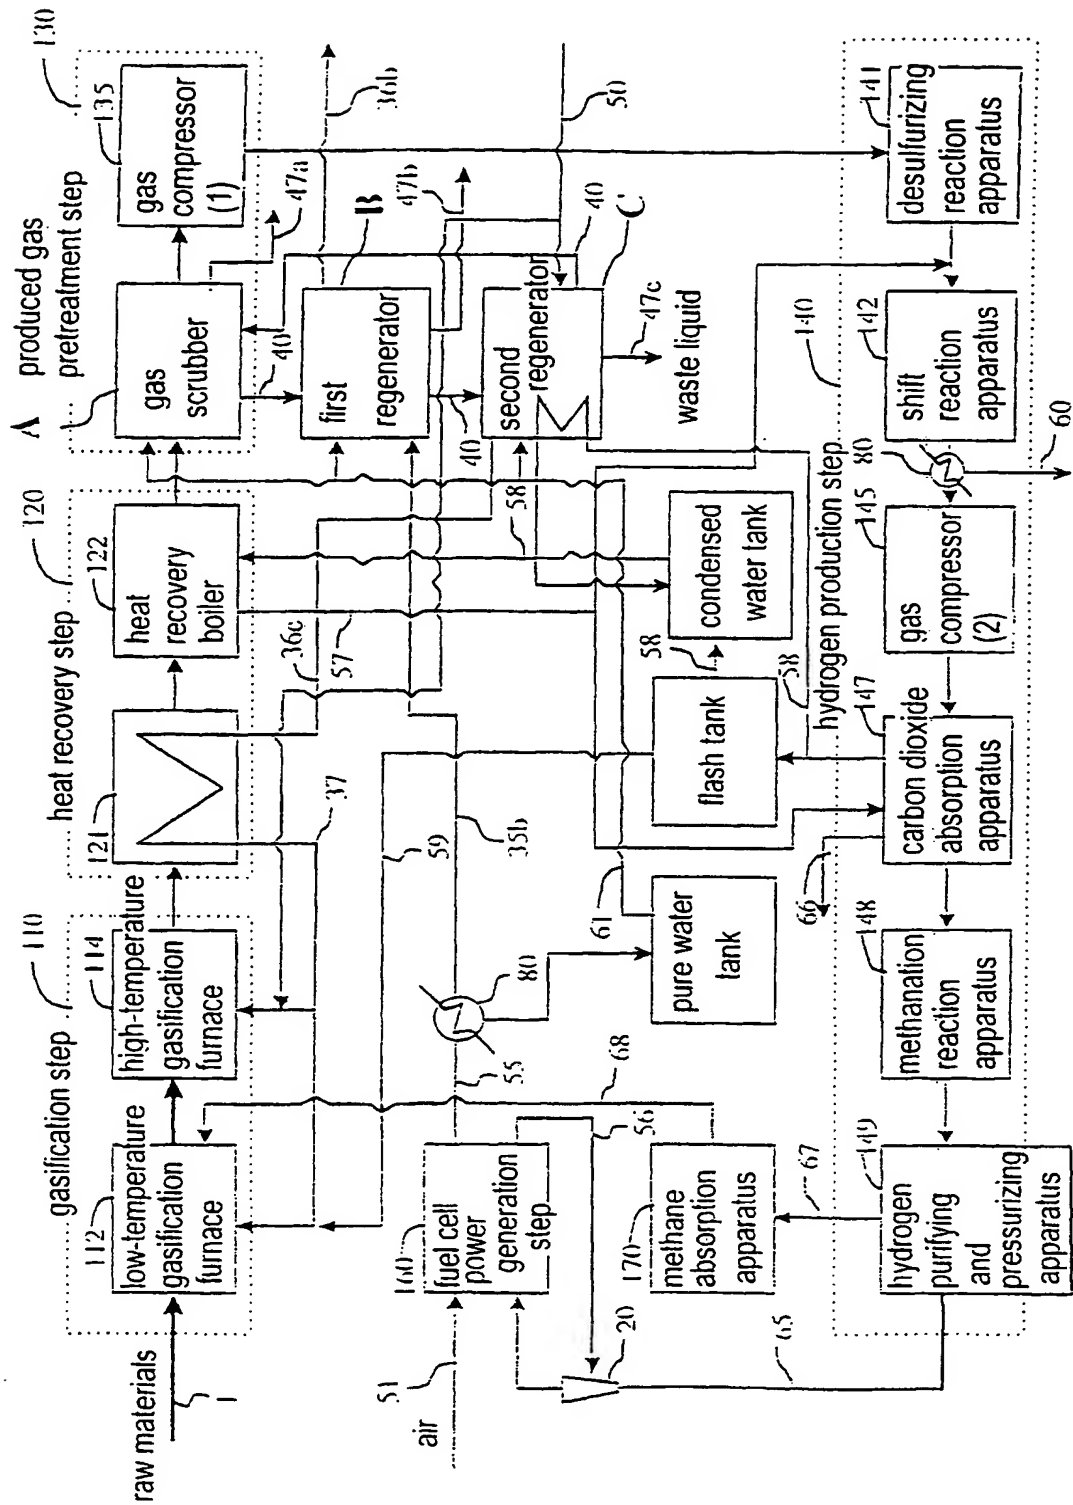 gasification step
110
low-temperature
gasification
furnace
112
high-temperature
gasification
furnace
114
raw materials
1
heat recovery step
120
121
heat
recovery
boiler
122
A
produced gas
pretreatment step
130
gas
scrubber
gas
compressor
(1)
135
47a
36b
40
first
regenerator
B
47b
50
40
second
regenerator
40
C
47c
waste liquid
36c
57
58
37
59
35b
61
58
58
condensed
water tank
flash tank
pure water
tank
80
55
68
56
air
51
fuel cell
power
generation
step
160
20
65
methane
absorption
apparatus
170
67
hydrogen production step
140
desulfurizing
reaction
apparatus
141
shift
reaction
apparatus
142
80
60
gas
compressor
(2)
145
carbon dioxide
absorption
apparatus
147
66
methanation
reaction
apparatus
148
hydrogen
purifying
and
pressurizing
apparatus
149